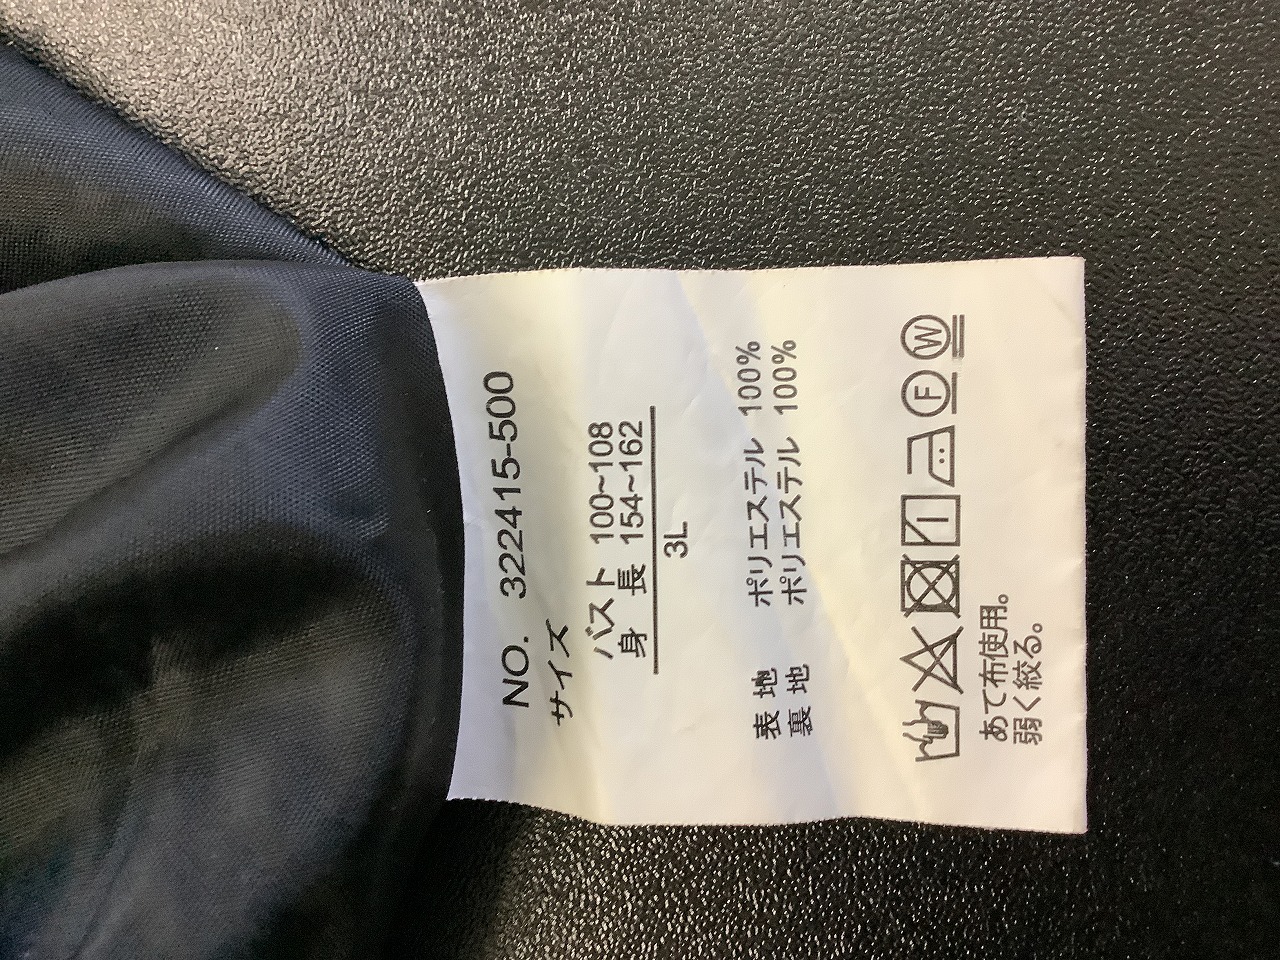 NO. 322415-500
サイズ
バスト 100~108
身 長 154~162
3L
表 地 ポリエステル 100%
裏 地 ポリエステル 100%
F W
あて布使用。
弱く絞る。